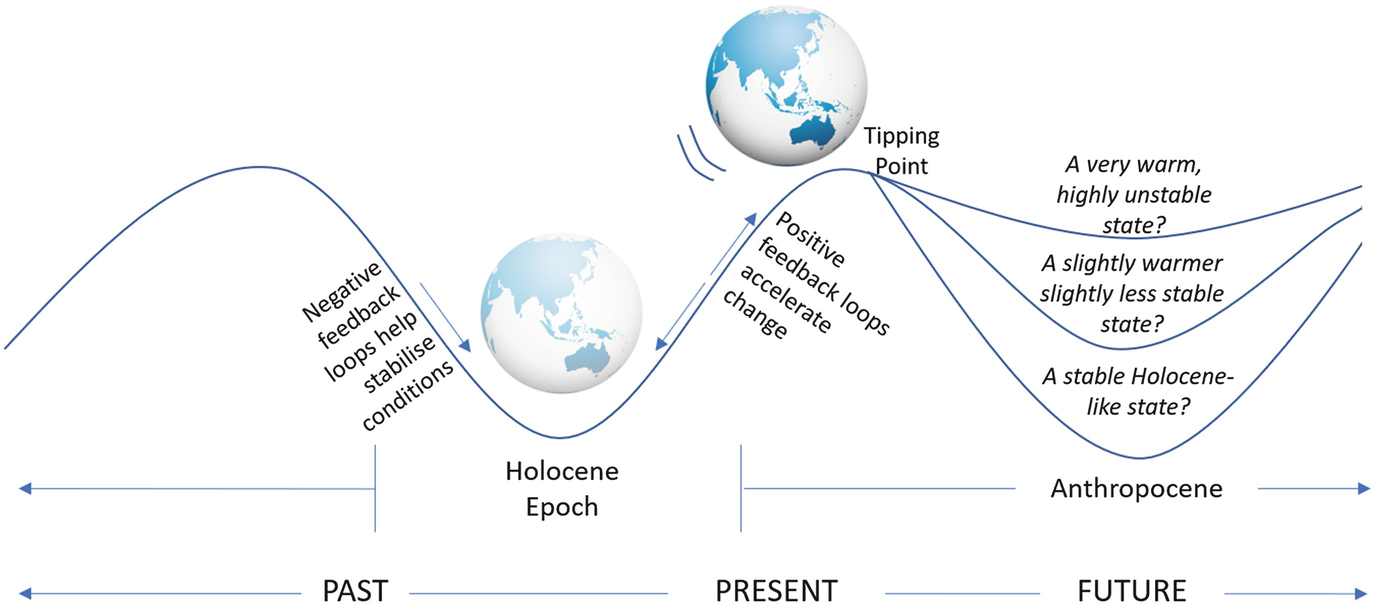 Tipping
Point
A very warm,
highly unstable
state?
Negative
feedback
loops help
stabilise
conditions
Positive
feedback loops
accelerate
change
A slightly warmer
slightly less stable
state?
A stable Holocene-
like state?
Holocene
Epoch
Anthropocene
PAST
PRESENT
FUTURE